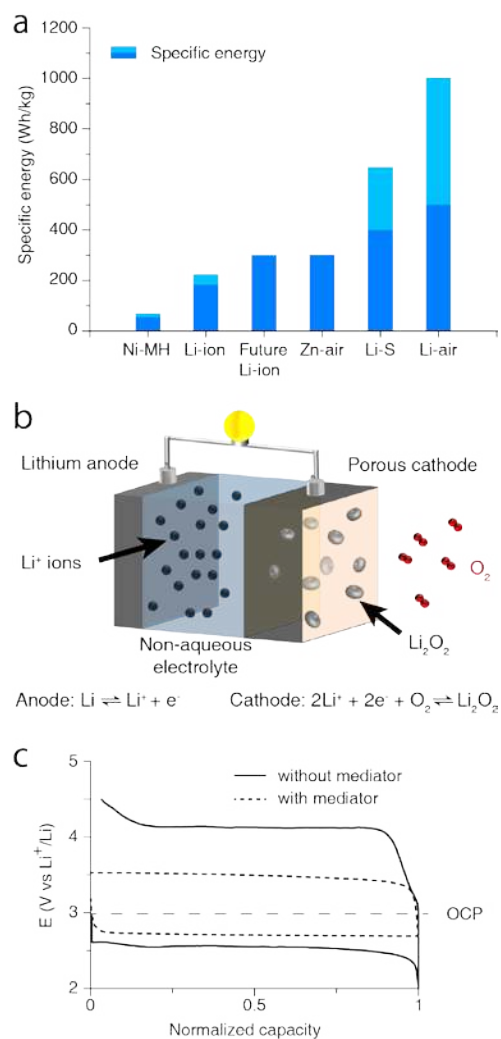 a
1200
1000
800
600
400
200
0
Specific energy (Wh/kg)
Specific energy
Ni-MH Li-ion Future Zn-air Li-S Li-air
Li-ion
b
Lithium anode Porous cathode
Li⁺ ions
O₂
Li₂O₂
Non-aqueous
electrolyte
Anode: Li ⇌ Li⁺ + e⁻ Cathode: 2Li⁺ + 2e⁻ + O₂ ⇌ Li₂O₂
c
5
4
3
2
E (V vs Li⁺/Li)
without mediator
with mediator
OCP
0 0.5 1
Normalized capacity